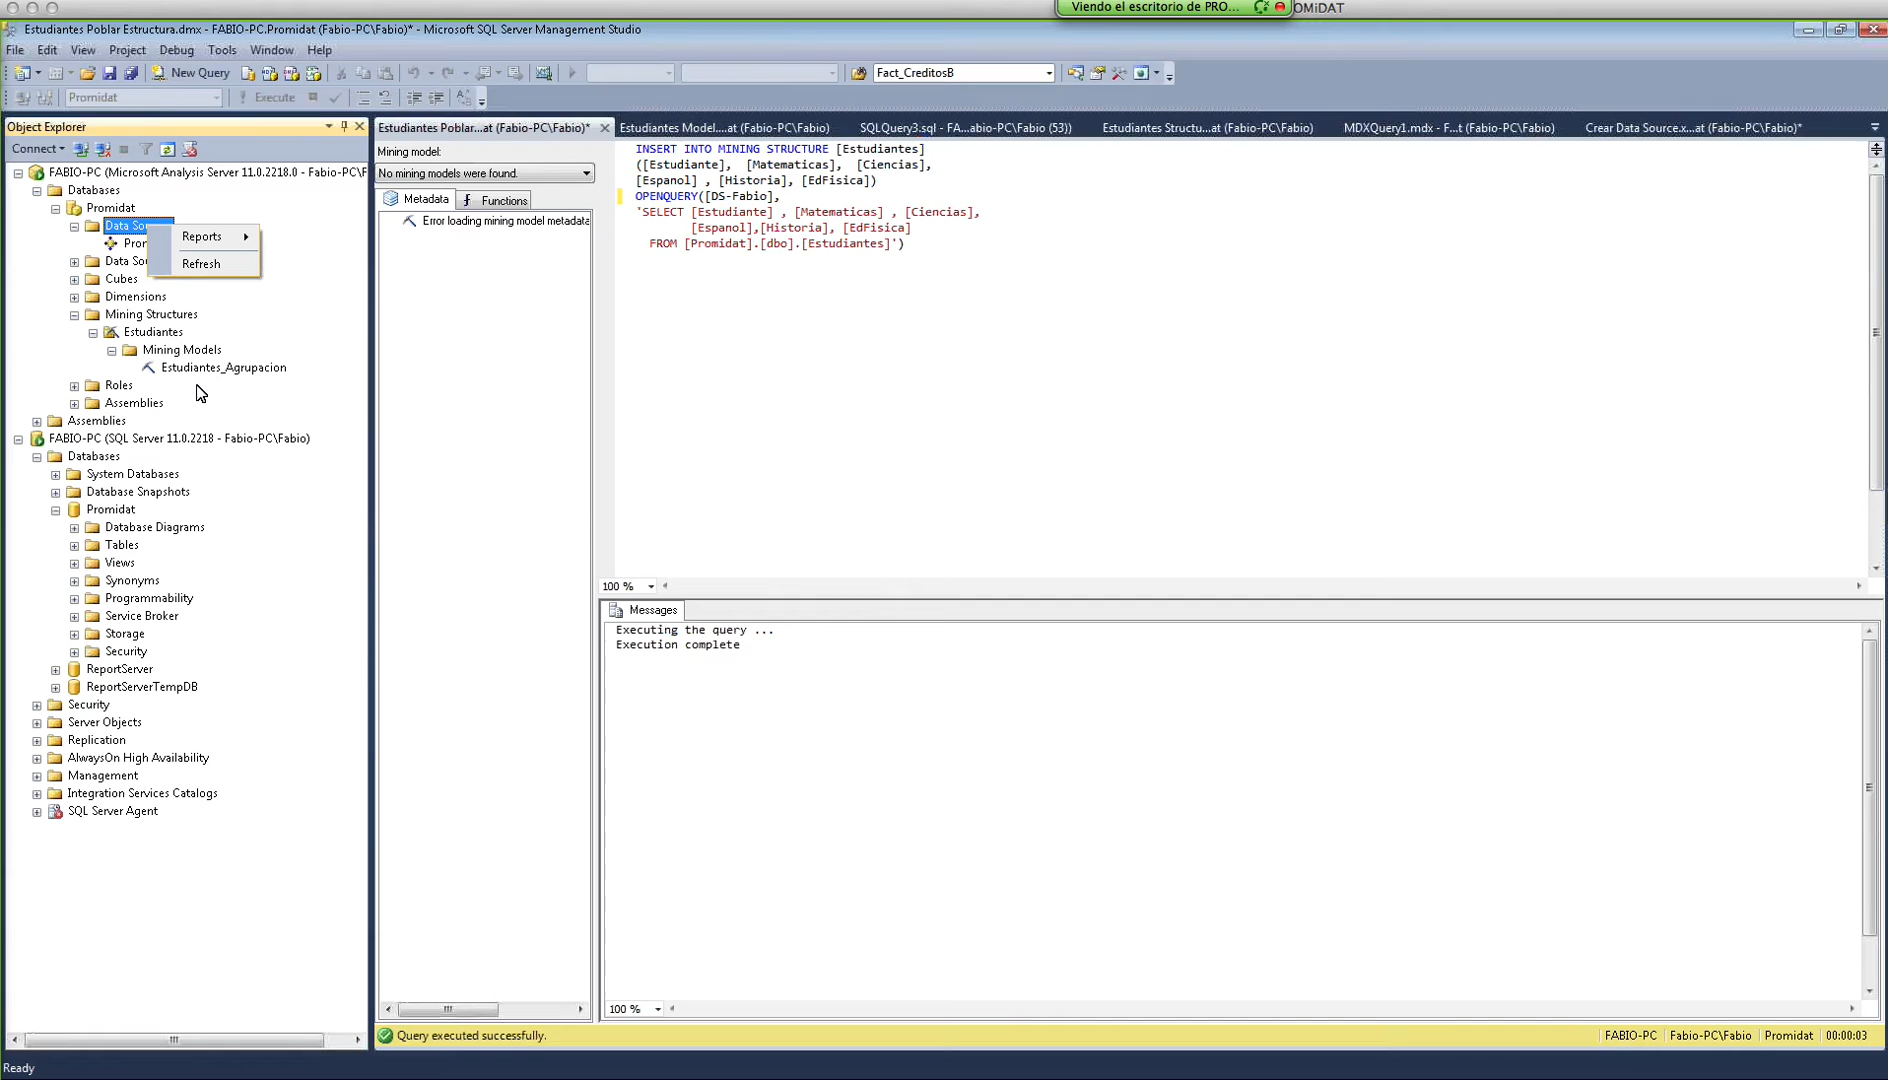 Viendo el escritorio de PRO...
OMiDAT
Estudiantes Poblar Estructura.dmx - FABIO-PC.Promidat (Fabio-PC\Fabio)* - Microsoft SQL Server Management Studio
File Edit View Project Debug Tools Window Help
New Query
Fact_CreditosB
Promidat
Execute
Object Explorer
Connect
FABIO-PC (Microsoft Analysis Server 11.0.2218.0 - Fabio-PC\F
Databases
Promidat
Data Sou
Pron
Data So
Cubes
Dimensions
Mining Structures
Estudiantes
Mining Models
Estudiantes_Agrupacion
Roles
Assemblies
Assemblies
FABIO-PC (SQL Server 11.0.2218 - Fabio-PC\Fabio)
Databases
System Databases
Database Snapshots
Promidat
Database Diagrams
Tables
Views
Synonyms
Programmability
Service Broker
Storage
Security
ReportServer
ReportServerTempDB
Security
Server Objects
Replication
AlwaysOn High Availability
Management
Integration Services Catalogs
SQL Server Agent
Reports
Refresh
Estudiantes Poblar...at (Fabio-PC\Fabio)*
Estudiantes Model....at (Fabio-PC\Fabio)
SQLQuery3.sql - FA...abio-PC\Fabio (53))
Estudiantes Structu...at (Fabio-PC\Fabio)
MDXQuery1.mdx - F...t (Fabio-PC\Fabio)
Crear Data Source.x...at (Fabio-PC\Fabio)*
Mining model:
No mining models were found.
Metadata
Functions
Error loading mining model metadata
INSERT INTO MINING STRUCTURE [Estudiantes]
([Estudiante], [Matematicas], [Ciencias],
[Espanol] , [Historia], [EdFisica])
OPENQUERY([DS-Fabio],
'SELECT [Estudiante] , [Matematicas] , [Ciencias],
[Espanol],[Historia], [EdFisica]
FROM [Promidat].[dbo].[Estudiantes]')
100 %
Messages
Executing the query ...
Execution complete
100 %
Query executed successfully.
FABIO-PC
Fabio-PC\Fabio
Promidat
00:00:03
Ready